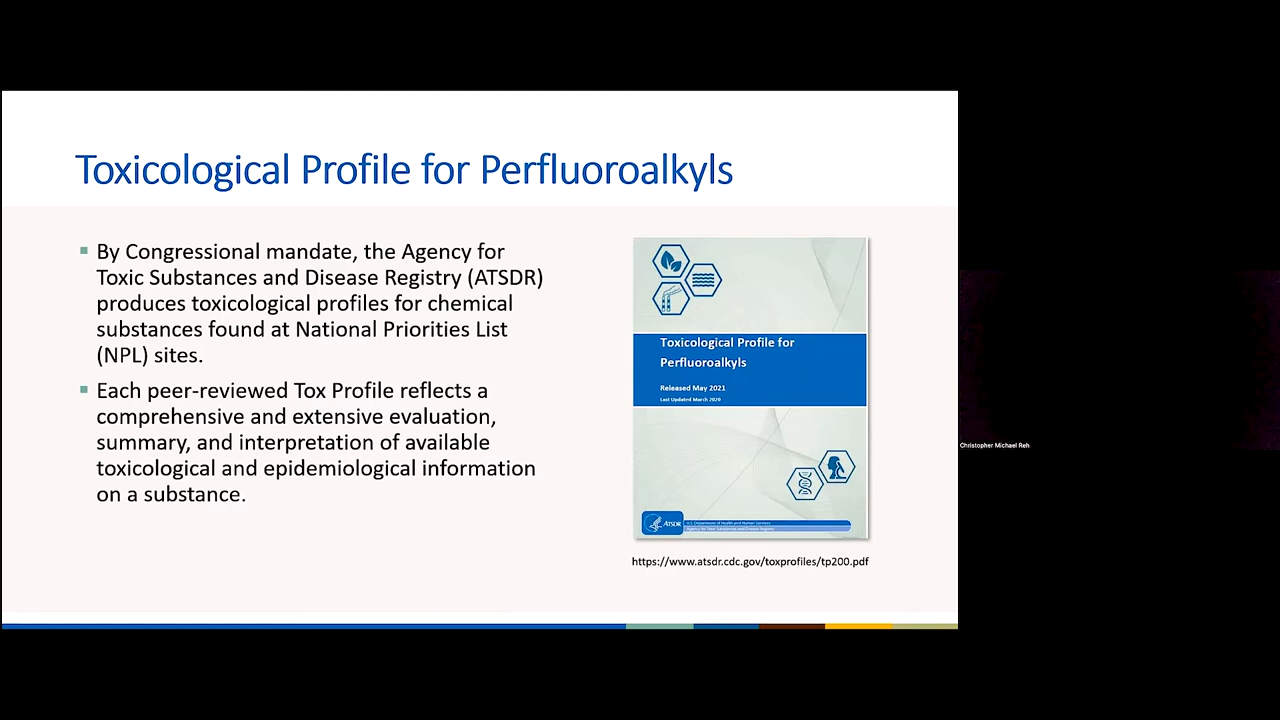 Toxicological Profile for Perfluoroalkyls
By Congressional mandate, the Agency for
Toxic Substances and Disease Registry (ATSDR)
produces toxicological profiles for chemical
substances found at National Priorities List
(NPL) sites.
Each peer-reviewed Tox Profile reflects a
comprehensive and extensive evaluation,
summary, and interpretation of available
toxicological and epidemiological information
on a substance.
Toxicological Profile for
Perfluoroalkyls
Released May 2021
Last Updated March 2020
ATSDR
U.S. Department of Health and Human Services
Agency for Toxic Substances and Disease Registry
https://www.atsdr.cdc.gov/toxprofiles/tp200.pdf
Christopher Michael Reh